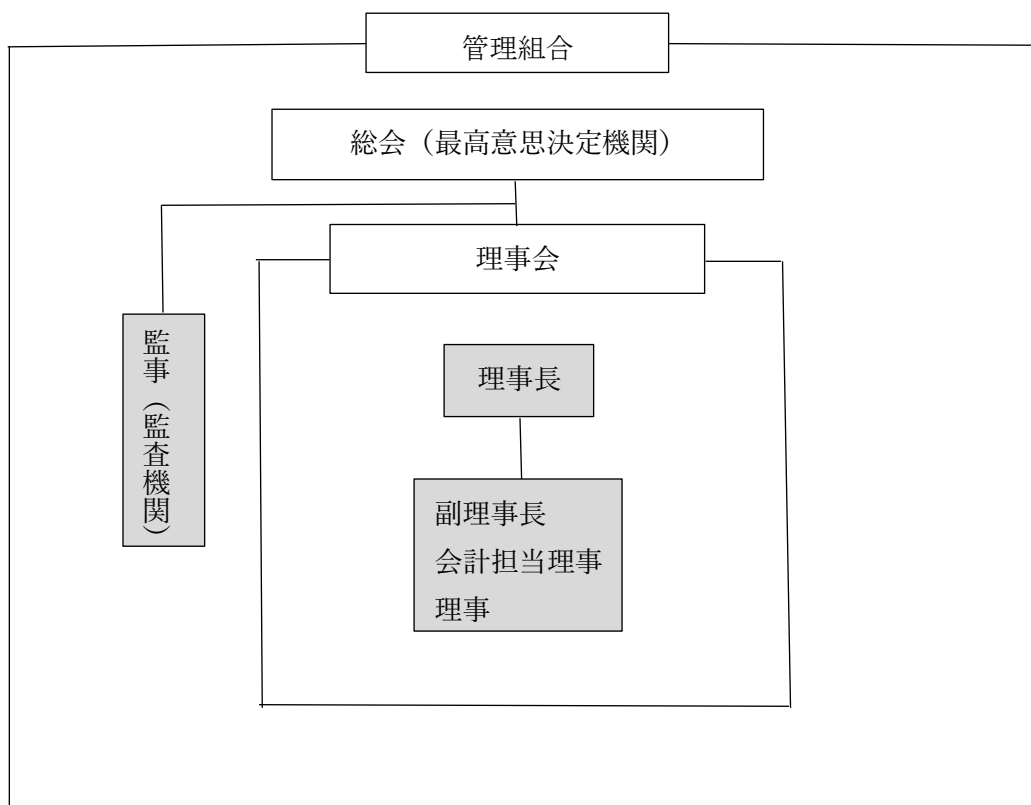 管理組合
総会（最高意思決定機関）
理事会
監事（監査機関）
理事長
副理事長
会計担当理事
理事